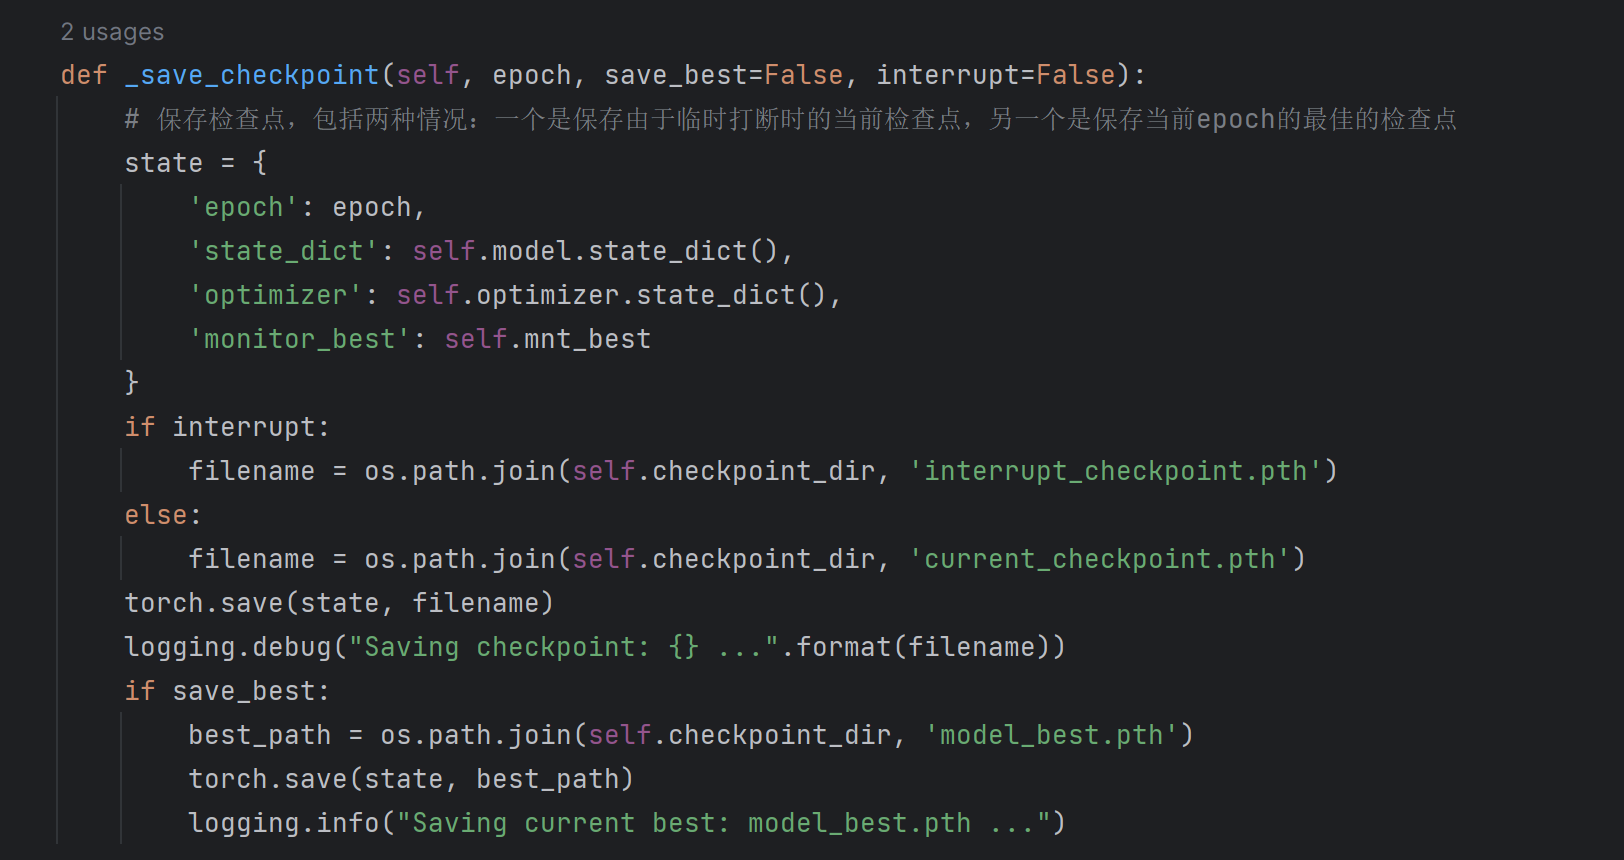 2 usages
def _save_checkpoint(self, epoch, save_best=False, interrupt=False):
    # 保存检查点，包括两种情况：一个是保存由于临时打断时的当前检查点，另一个是保存当前epoch的最佳的检查点
    state = {
        'epoch': epoch,
        'state_dict': self.model.state_dict(),
        'optimizer': self.optimizer.state_dict(),
        'monitor_best': self.mnt_best
    }
    if interrupt:
        filename = os.path.join(self.checkpoint_dir, 'interrupt_checkpoint.pth')
    else:
        filename = os.path.join(self.checkpoint_dir, 'current_checkpoint.pth')
    torch.save(state, filename)
    logging.debug("Saving checkpoint: {} ...".format(filename))
    if save_best:
        best_path = os.path.join(self.checkpoint_dir, 'model_best.pth')
        torch.save(state, best_path)
        logging.info("Saving current best: model_best.pth ...")